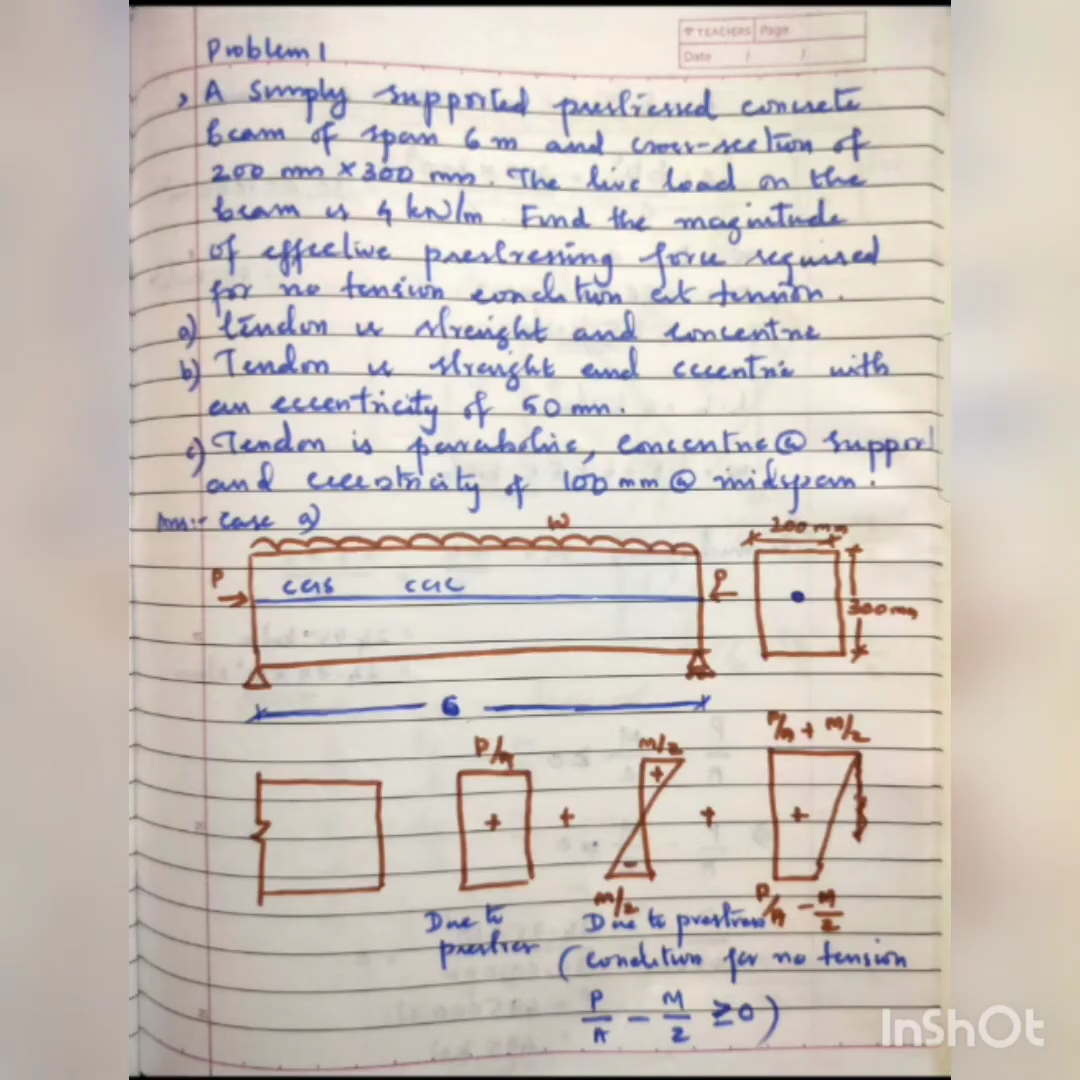 TEACHERS Page
Date / /
Problem 1
A simply supported prestressed concrete
beam of span 6 m and cross-section of
200 mm × 300 mm. The live load on the
beam is 4 kN/m Find the magnitude
of effective prestressing force required
for no tension condition at tension.
a) tendon is straight and concentric
b) Tendon is straight and eccentric with
an eccentricity of 50 mm.
c) Tendon is parabolic, concentric @ support
and eccentricity of 100 mm @ midspan.
Ans:- Case a)
W
200 mm
P
cgs cgc
P
300 mm
6
P/A
M/Z
P/A + M/Z
+ + + + +
-
M/Z
P/A - M/Z
Due to
prestress
Due to prestress
(condition for no tension
P/A - M/Z ≥ 0)
InShOt